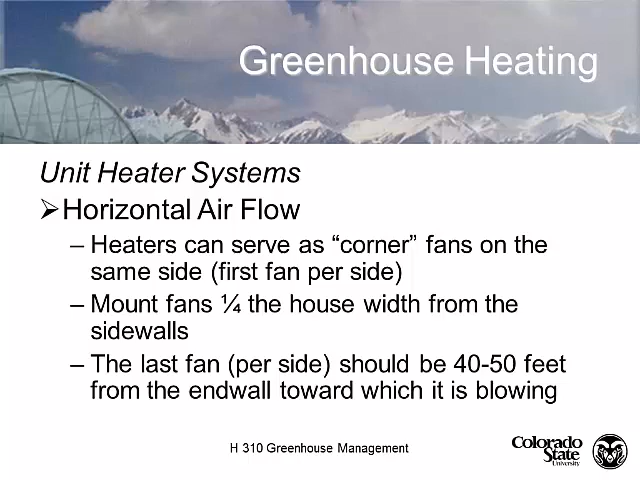 Greenhouse Heating
Unit Heater Systems
➢Horizontal Air Flow
– Heaters can serve as “corner” fans on the
same side (first fan per side)
– Mount fans ¼ the house width from the
sidewalls
– The last fan (per side) should be 40-50 feet
from the endwall toward which it is blowing
H 310 Greenhouse Management
Colorado
State
University